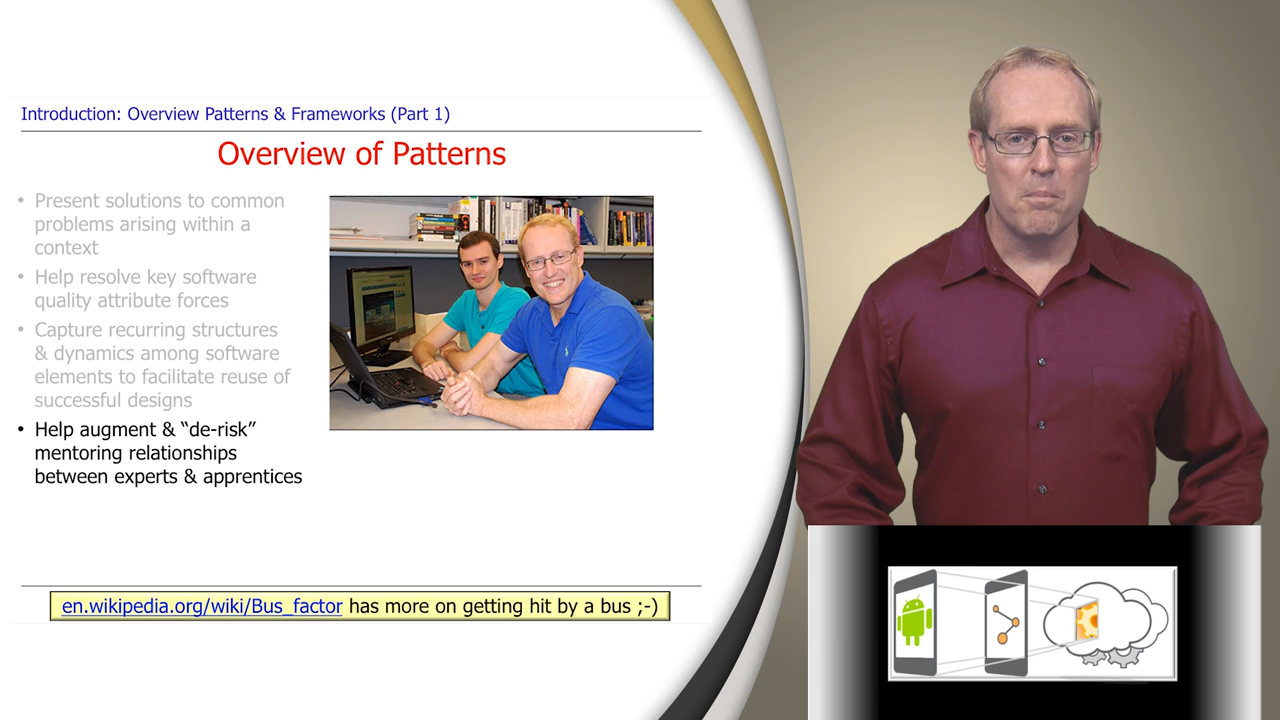 Introduction: Overview Patterns & Frameworks (Part 1)
Overview of Patterns
• Present solutions to common
problems arising within a
context
• Help resolve key software
quality attribute forces
• Capture recurring structures
& dynamics among software
elements to facilitate reuse of
successful designs
• Help augment & “de-risk”
mentoring relationships
between experts & apprentices
en.wikipedia.org/wiki/Bus_factor has more on getting hit by a bus ;-)